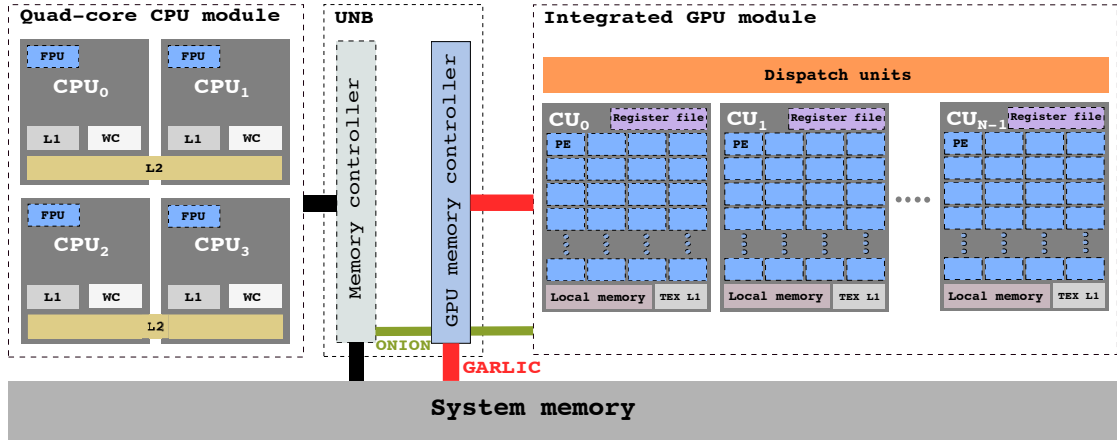 Quad-core CPU module
FPU
CPU0
FPU
CPU1
L1
WC
L1
WC
L2
FPU
CPU2
FPU
CPU3
L1
WC
L1
WC
L2
UNB
Memory controller
GPU memory controller
ONION
GARLIC
Integrated GPU module
Dispatch units
CU0
Register file
PE
Local memory
TEX L1
CU1
Register file
PE
Local memory
TEX L1
CUN-1
Register file
PE
Local memory
TEX L1
System memory